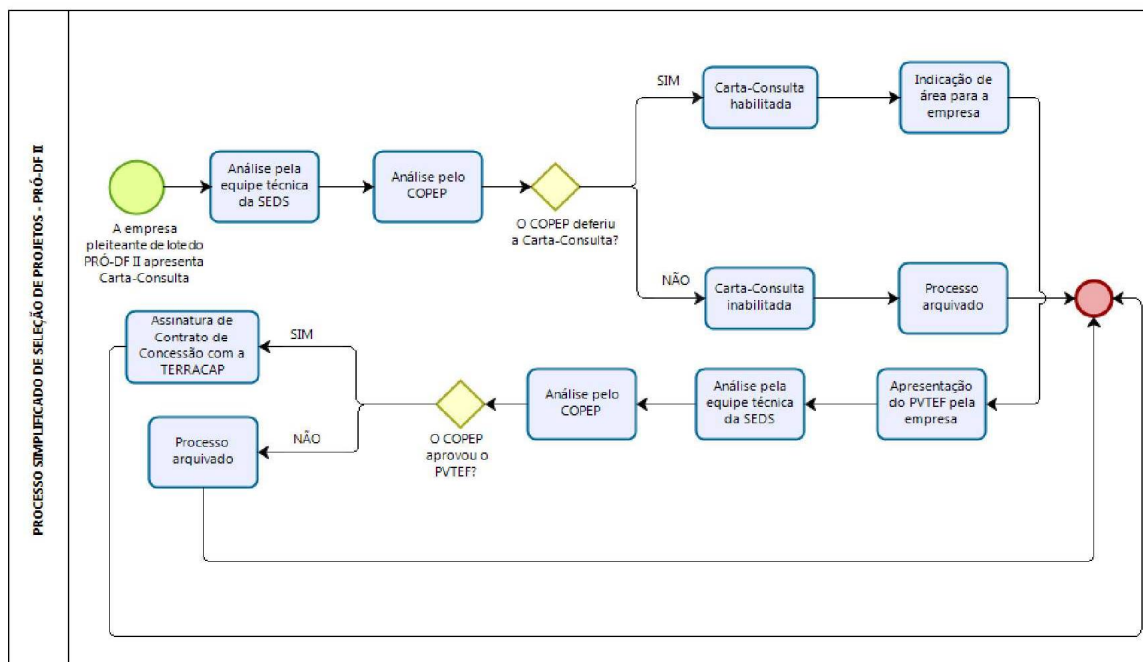 PROCESSO SIMPLIFICADO DE SELEÇÃO DE PROJETOS - PRÓ-DF II
A empresa
pleiteante de lote do
PRÓ-DF II apresenta
Carta-Consulta
Análise pela
equipe técnica
da SEDS
Análise pelo
COPEP
O COPEP deferiu
a Carta-Consulta?
SIM
Carta-Consulta
habilitada
Indicação de
área para a
empresa
NÃO
Carta-Consulta
inabilitada
Processo
arquivado
Apresentação
do PVTEF pela
empresa
Análise pela
equipe técnica
da SEDS
Análise pelo
COPEP
O COPEP
aprovou o
PVTEF?
SIM
Assinatura de
Contrato de
Concessão com a
TERRACAP
NÃO
Processo
arquivado